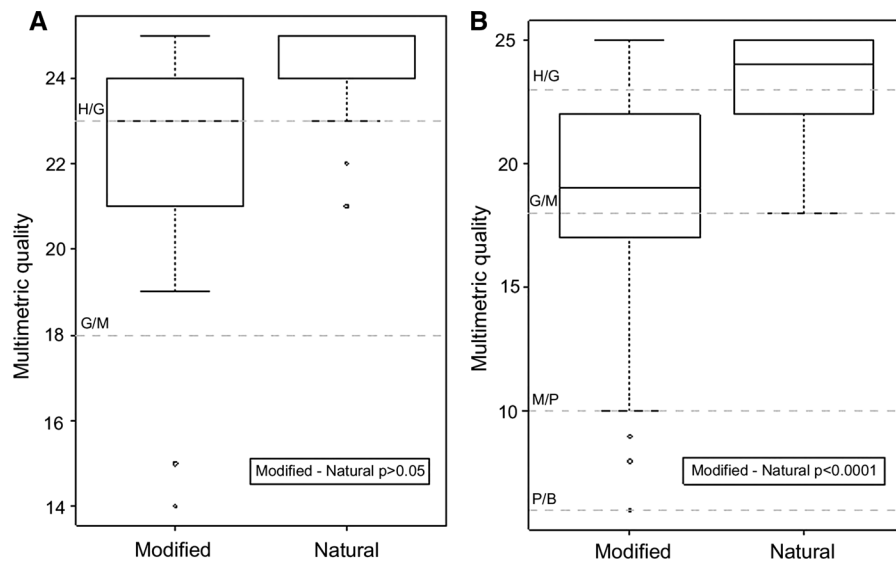 A
Multimetric quality
24
22
20
18
16
14
H/G
G/M
Modified - Natural p>0.05
Modified
Natural
B
Multimetric quality
25
20
15
10
H/G
G/M
M/P
P/B
Modified - Natural p<0.0001
Modified
Natural